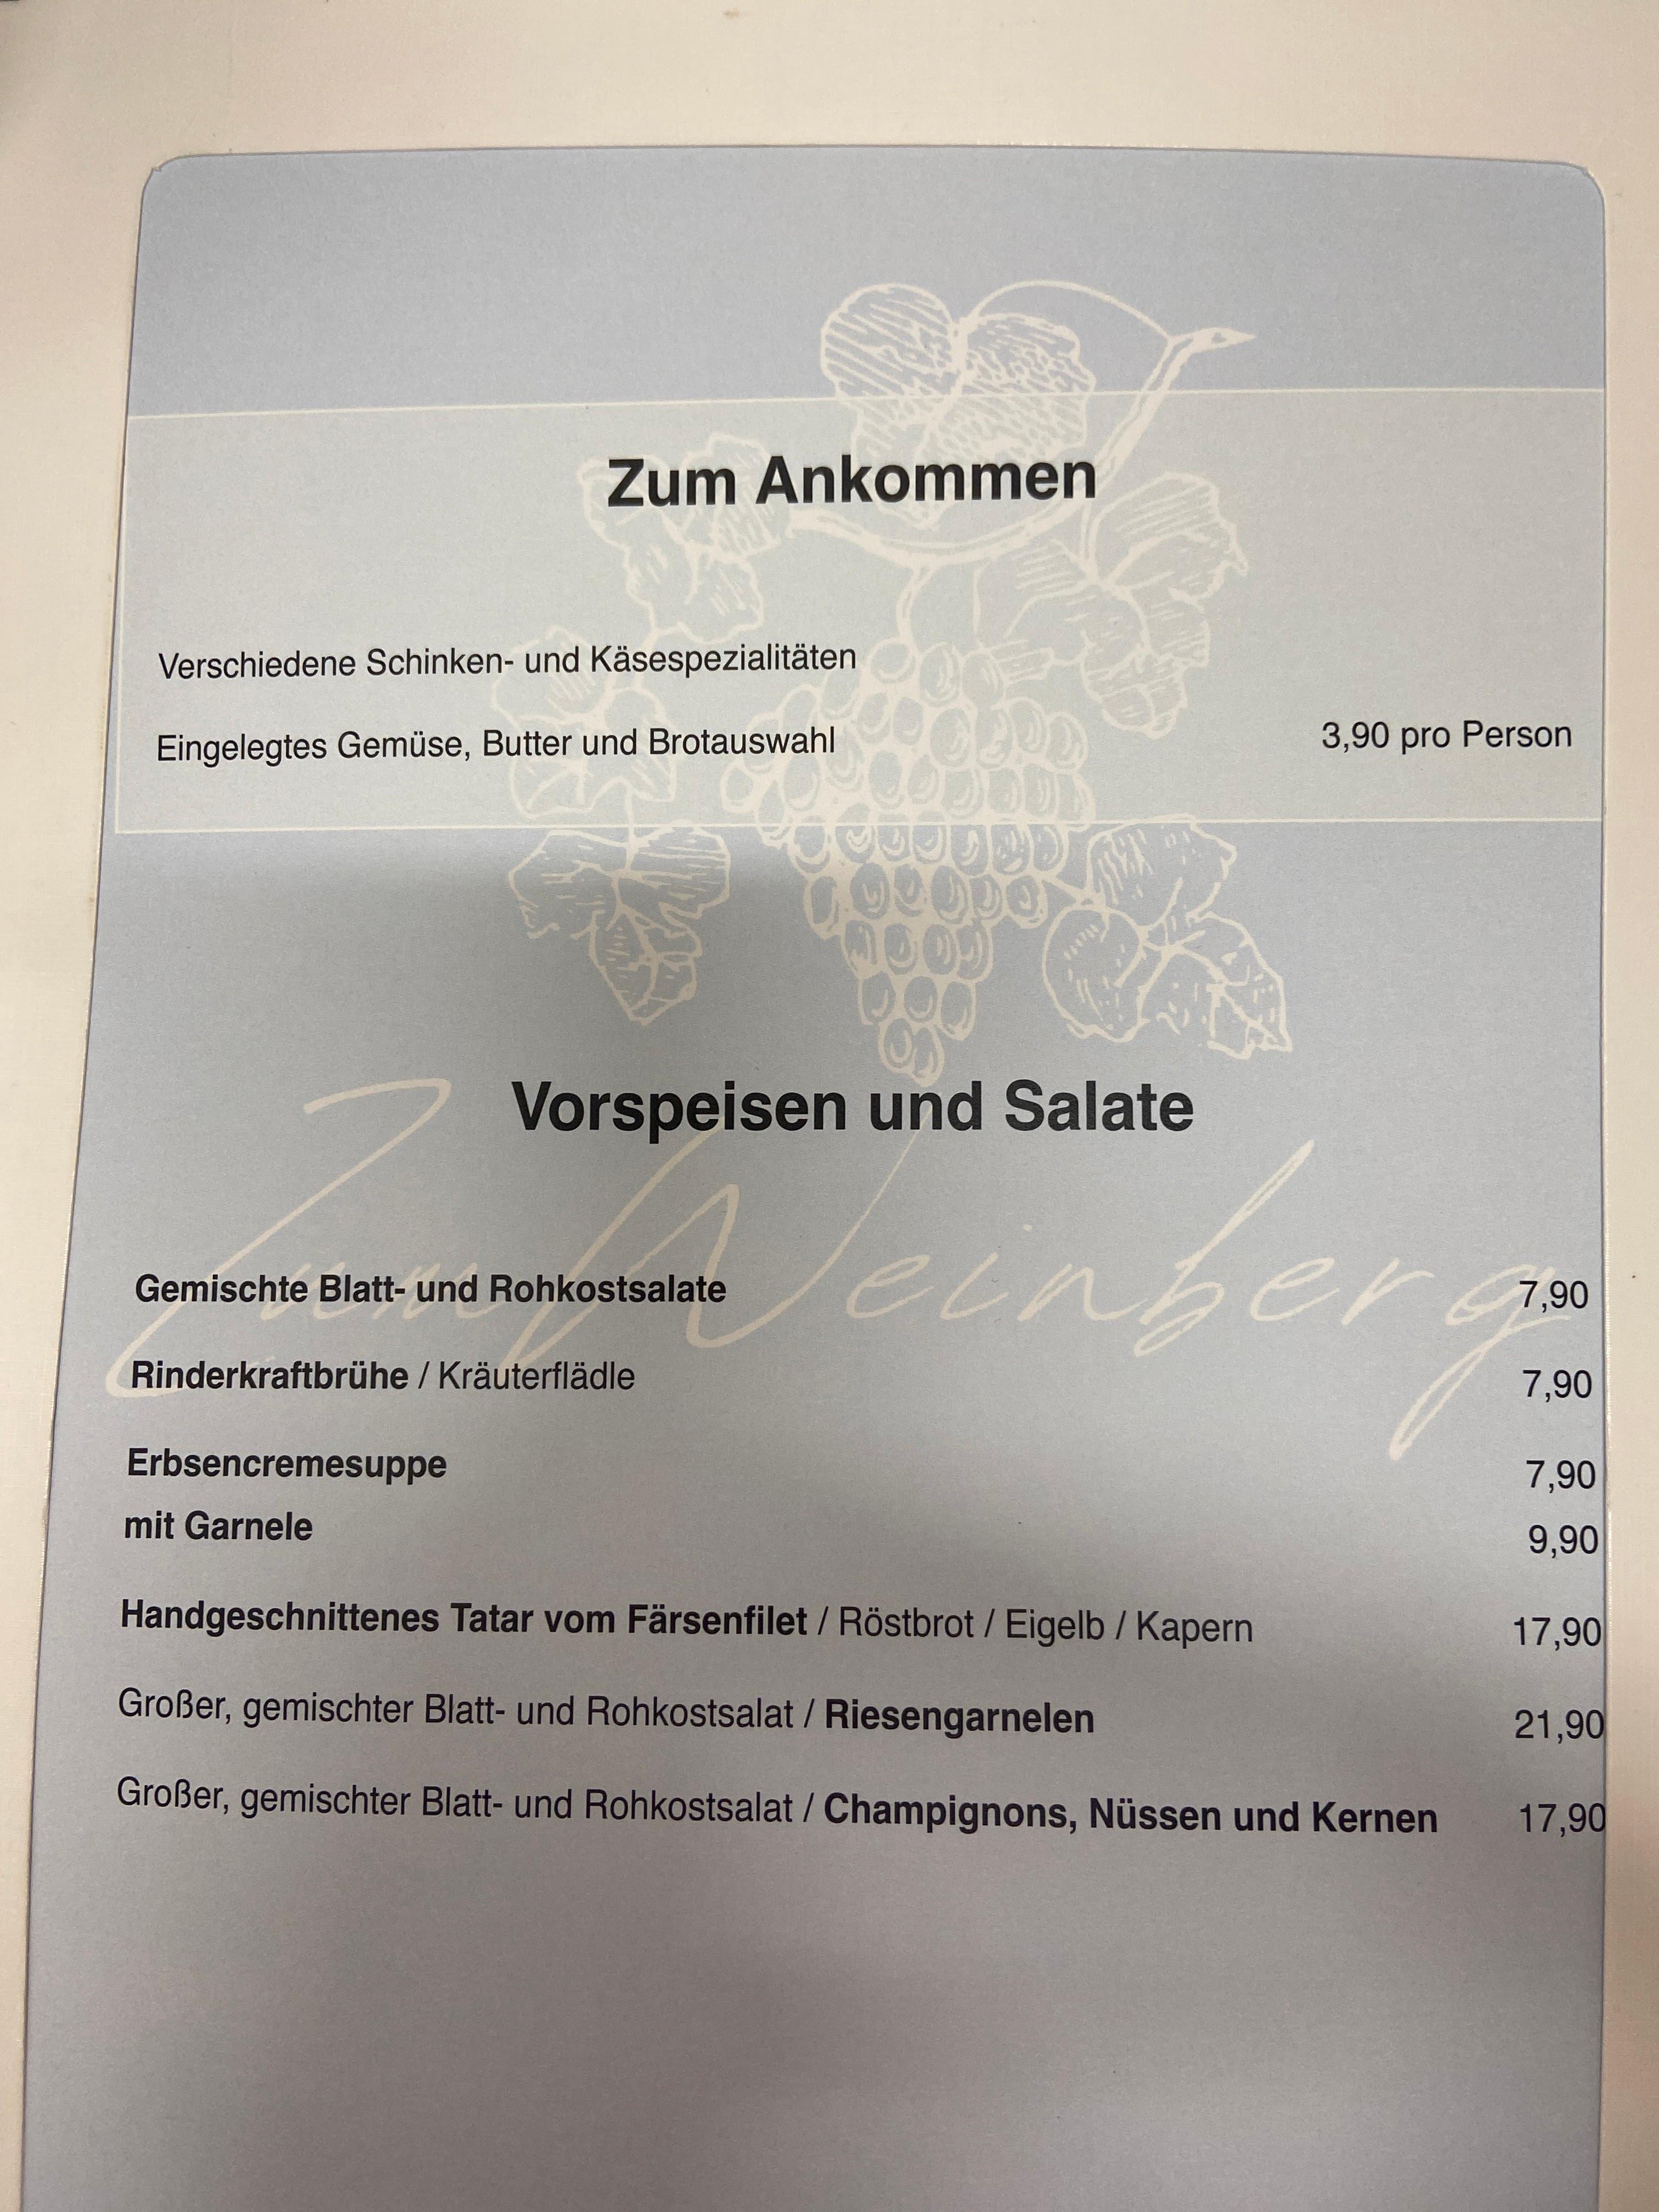 Zum Ankommen
Verschiedene Schinken- und Käsespezialitäten
Eingelegtes Gemüse, Butter und Brotauswahl 3,90 pro Person
Vorspeisen und Salate
Zum Weinberg
Gemischte Blatt- und Rohkostsalate 7,90
Rinderkraftbrühe / Kräuterflädle 7,90
Erbsencremesuppe 7,90
mit Garnele 9,90
Handgeschnittenes Tatar vom Färsenfilet / Röstbrot / Eigelb / Kapern 17,90
Großer, gemischter Blatt- und Rohkostsalat / Riesengarnelen 21,90
Großer, gemischter Blatt- und Rohkostsalat / Champignons, Nüssen und Kernen 17,90